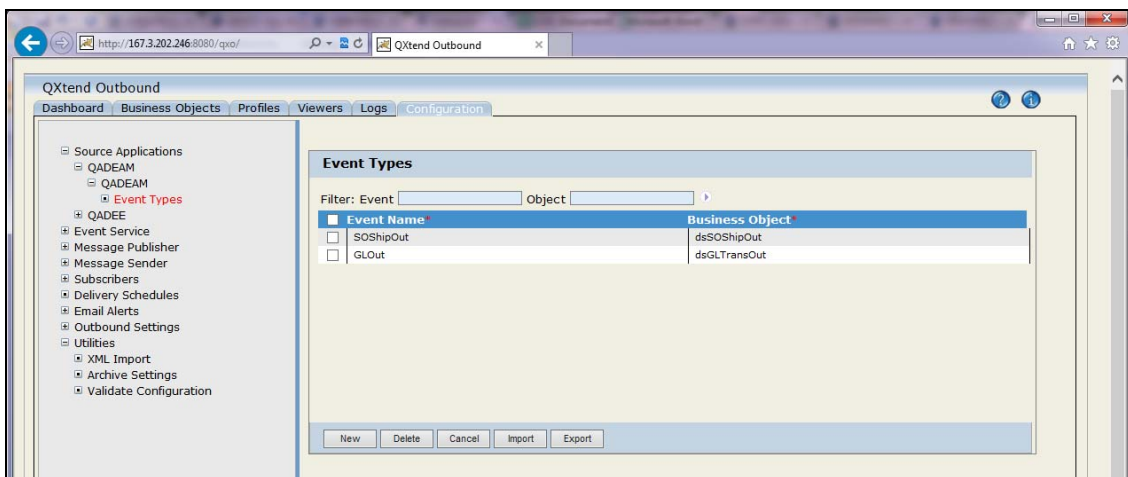 http://167.3.202.246:8080/qxo/
QXtend Outbound
QXtend Outbound
Dashboard Business Objects Profiles Viewers Logs Configuration
Source Applications
QADEAM
QADEAM
Event Types
QADEE
Event Service
Message Publisher
Message Sender
Subscribers
Delivery Schedules
Email Alerts
Outbound Settings
Utilities
XML Import
Archive Settings
Validate Configuration
Event Types
Filter: Event Object
Event Name* Business Object*
SOShipOut dsSOShipOut
GLOut dsGLTransOut
New Delete Cancel Import Export